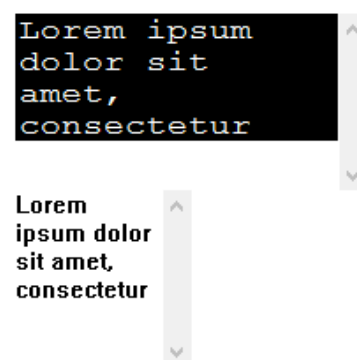 Lorem ipsum
dolor sit
amet,
consectetur
Lorem
ipsum dolor
sit amet,
consectetur